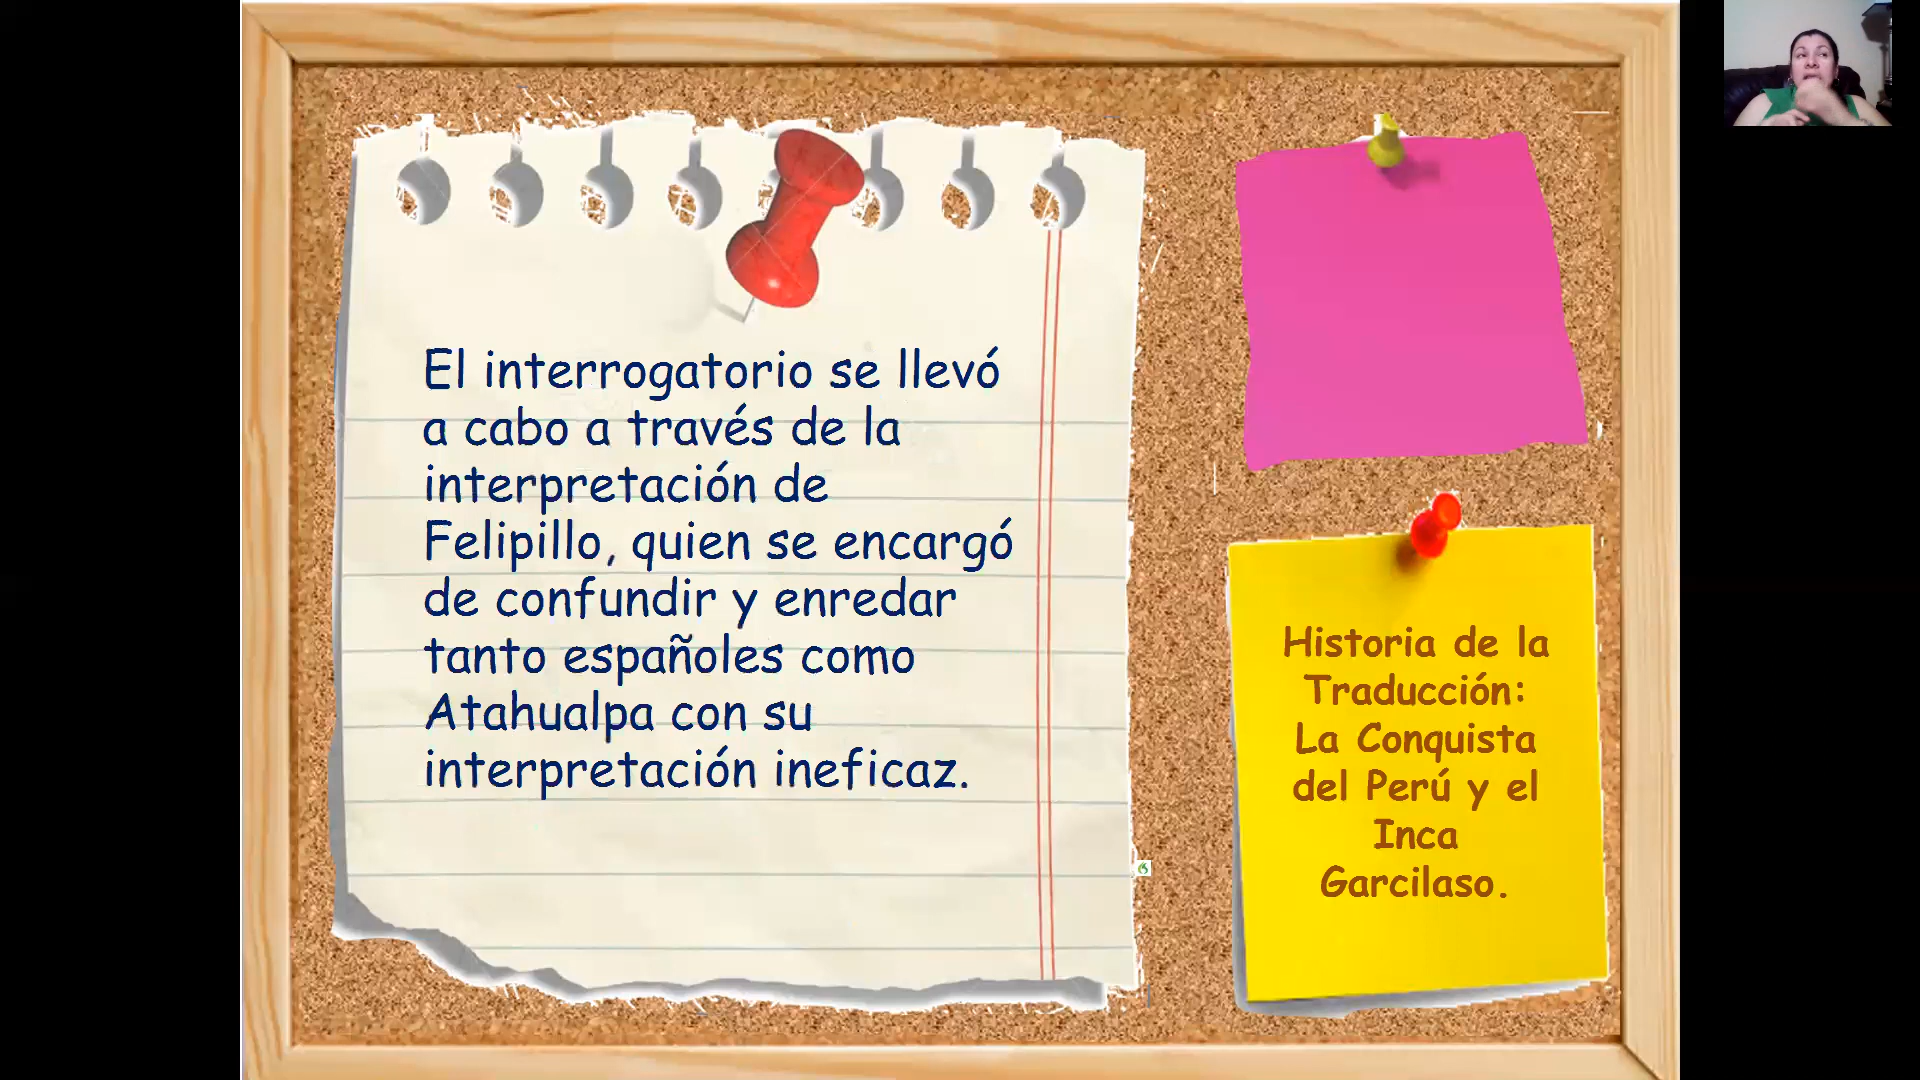 El interrogatorio se llevó
a cabo a través de la
interpretación de
Felipillo, quien se encargó
de confundir y enredar
tanto españoles como
Atahualpa con su
interpretación ineficaz.
Historia de la
Traducción:
La Conquista
del Perú y el
Inca
Garcilaso.